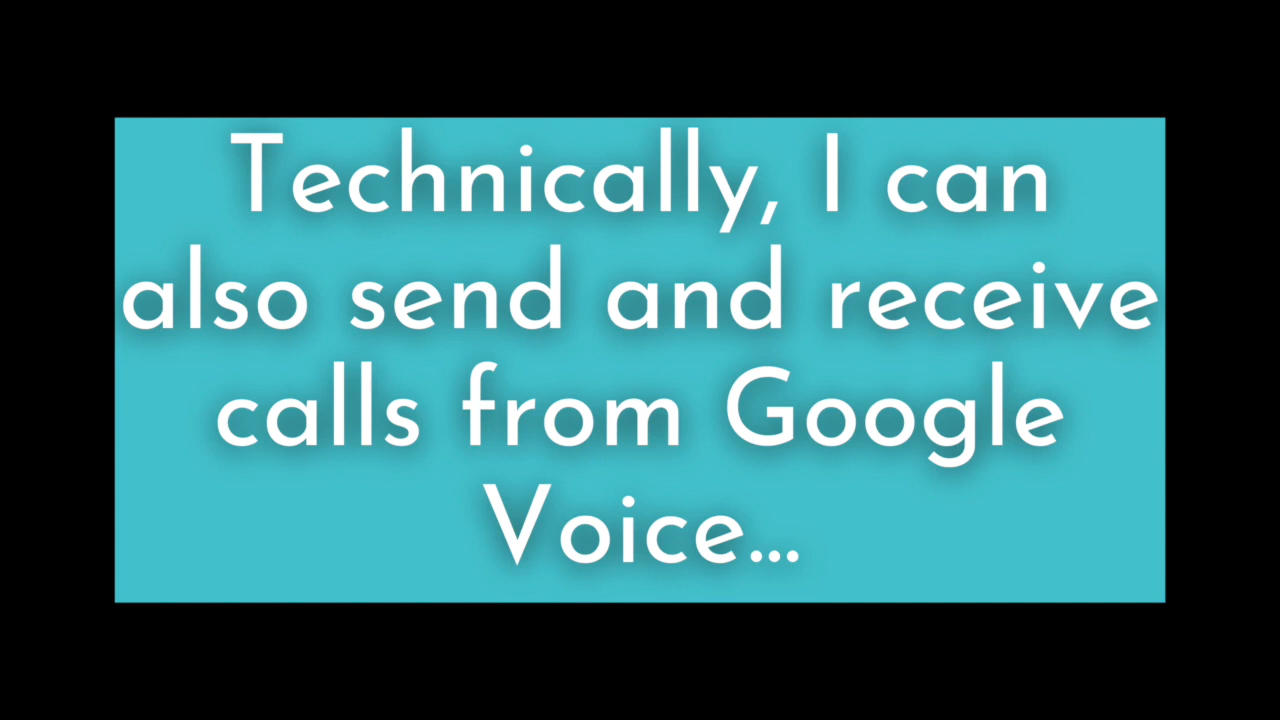 Technically, I can
also send and receive
calls from Google
Voice...